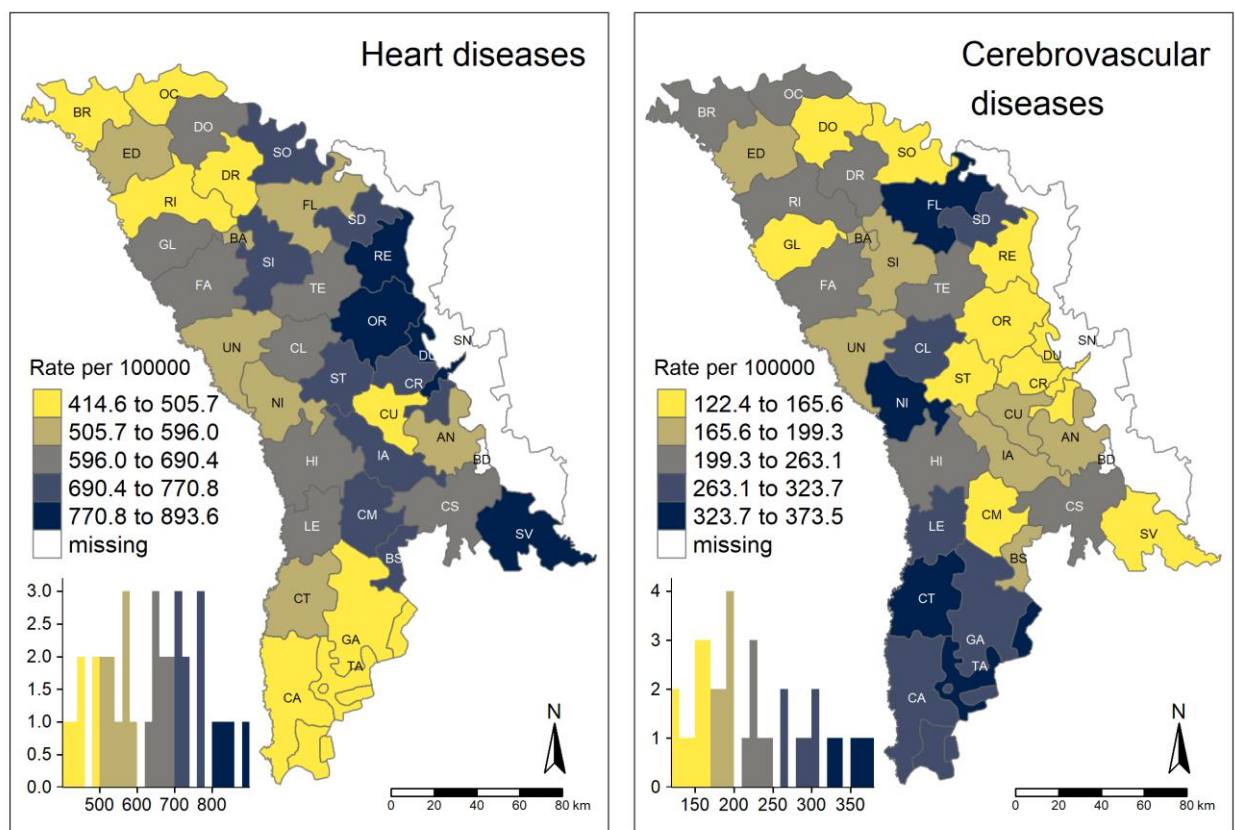 Heart diseases
OC
BR
DO
ED
SO
DR
RI
FL
SD
BA
GL
SI
RE
FA
TE
OR
UN
CL
SN
DU
ST
CR
NI
CU
AN
HI
IA
BD
CS
LE
CM
SV
BS
CT
GA
TA
CA
Rate per 100000
414.6 to 505.7
505.7 to 596.0
596.0 to 690.4
690.4 to 770.8
770.8 to 893.6
missing
3.0
2.5
2.0
1.5
1.0
0.5
0.0
500 600 700 800
N
0 20 40 60 80 km
Cerebrovascular
diseases
OC
BR
DO
ED
SO
DR
RI
FL
SD
BA
GL
SI
RE
FA
TE
OR
UN
CL
SN
DU
ST
CR
NI
CU
AN
HI
IA
BD
CS
LE
CM
SV
BS
CT
GA
TA
CA
Rate per 100000
122.4 to 165.6
165.6 to 199.3
199.3 to 263.1
263.1 to 323.7
323.7 to 373.5
missing
4
3
2
1
0
150 200 250 300 350
N
0 20 40 60 80 km